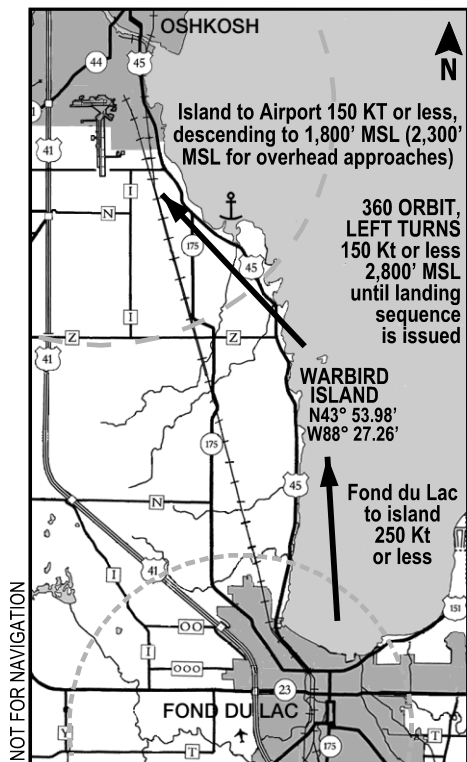 OSHKOSH
N
44
45
Island to Airport 150 KT or less,
descending to 1,800’ MSL (2,300’
MSL for overhead approaches)
41
I
N
175
45
360 ORBIT,
LEFT TURNS
150 Kt or less
2,800’ MSL
until landing
sequence
is issued
I
Z
Z
41
WARBIRD
ISLAND
N43° 53.98’
W88° 27.26’
175
45
N
Fond du Lac
to island
250 Kt
or less
41
I
151
OO
I
OOO
23
FOND DU LAC
Y
T
175
T
NOT FOR NAVIGATION